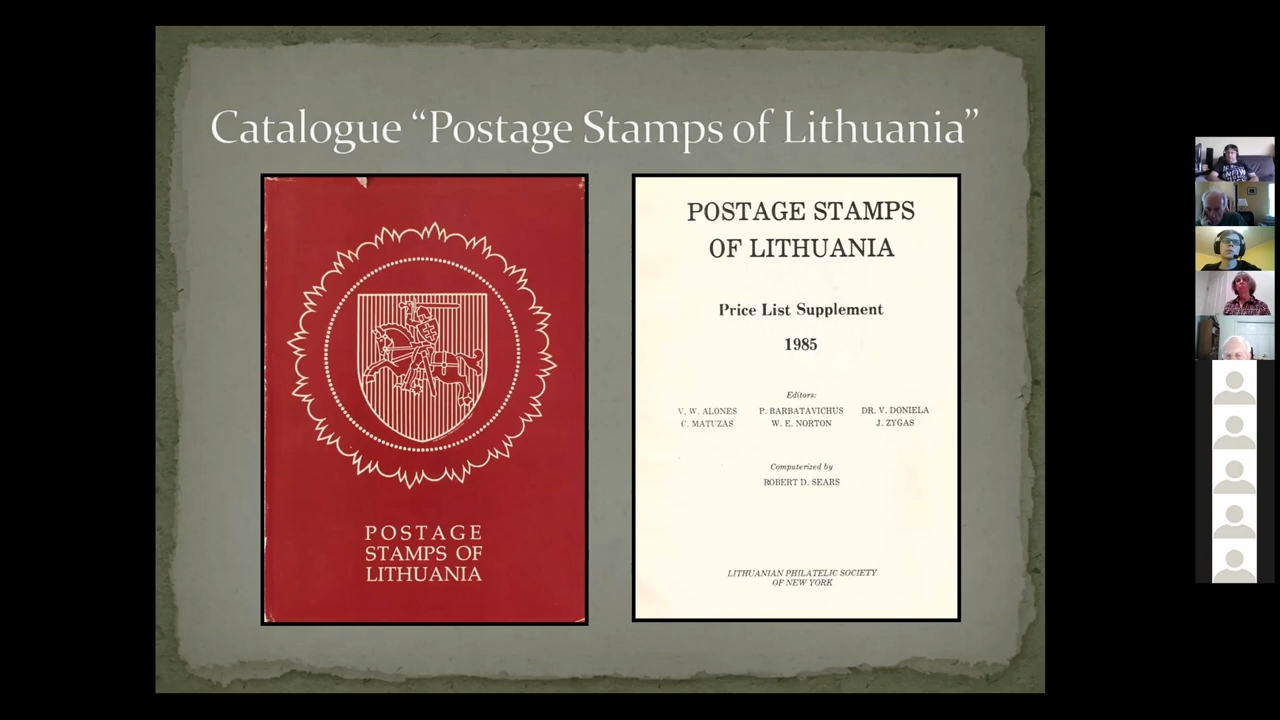 Catalogue “Postage Stamps of Lithuania”
POSTAGE
STAMPS OF
LITHUANIA
POSTAGE STAMPS
OF LITHUANIA
Price List Supplement
1985
Editors:
V. W. ALONES P. BARBATAVICHUS DR. V. DONIELA
C. MATUZAS W. E. NORTON J. ZYGAS
Computerized by
ROBERT D. SEARS
LITHUANIAN PHILATELIC SOCIETY
OF NEW YORK